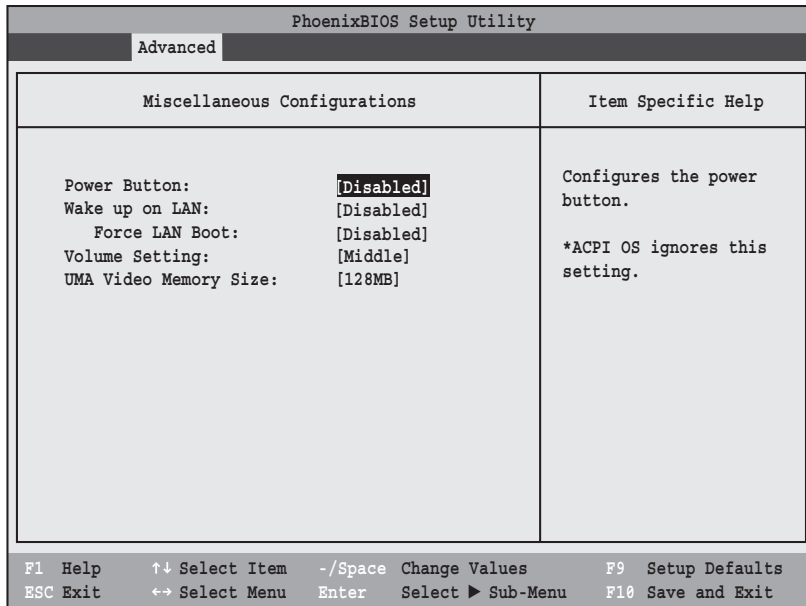 PhoenixBIOS Setup Utility
Advanced
Miscellaneous Configurations
Item Specific Help
Power Button: [Disabled]
Wake up on LAN: [Disabled]
Force LAN Boot: [Disabled]
Volume Setting: [Middle]
UMA Video Memory Size: [128MB]
Configures the power
button.
*ACPI OS ignores this
setting.
F1 Help ↑↓ Select Item -/Space Change Values F9 Setup Defaults
ESC Exit ←→ Select Menu Enter Select ▶ Sub-Menu F10 Save and Exit